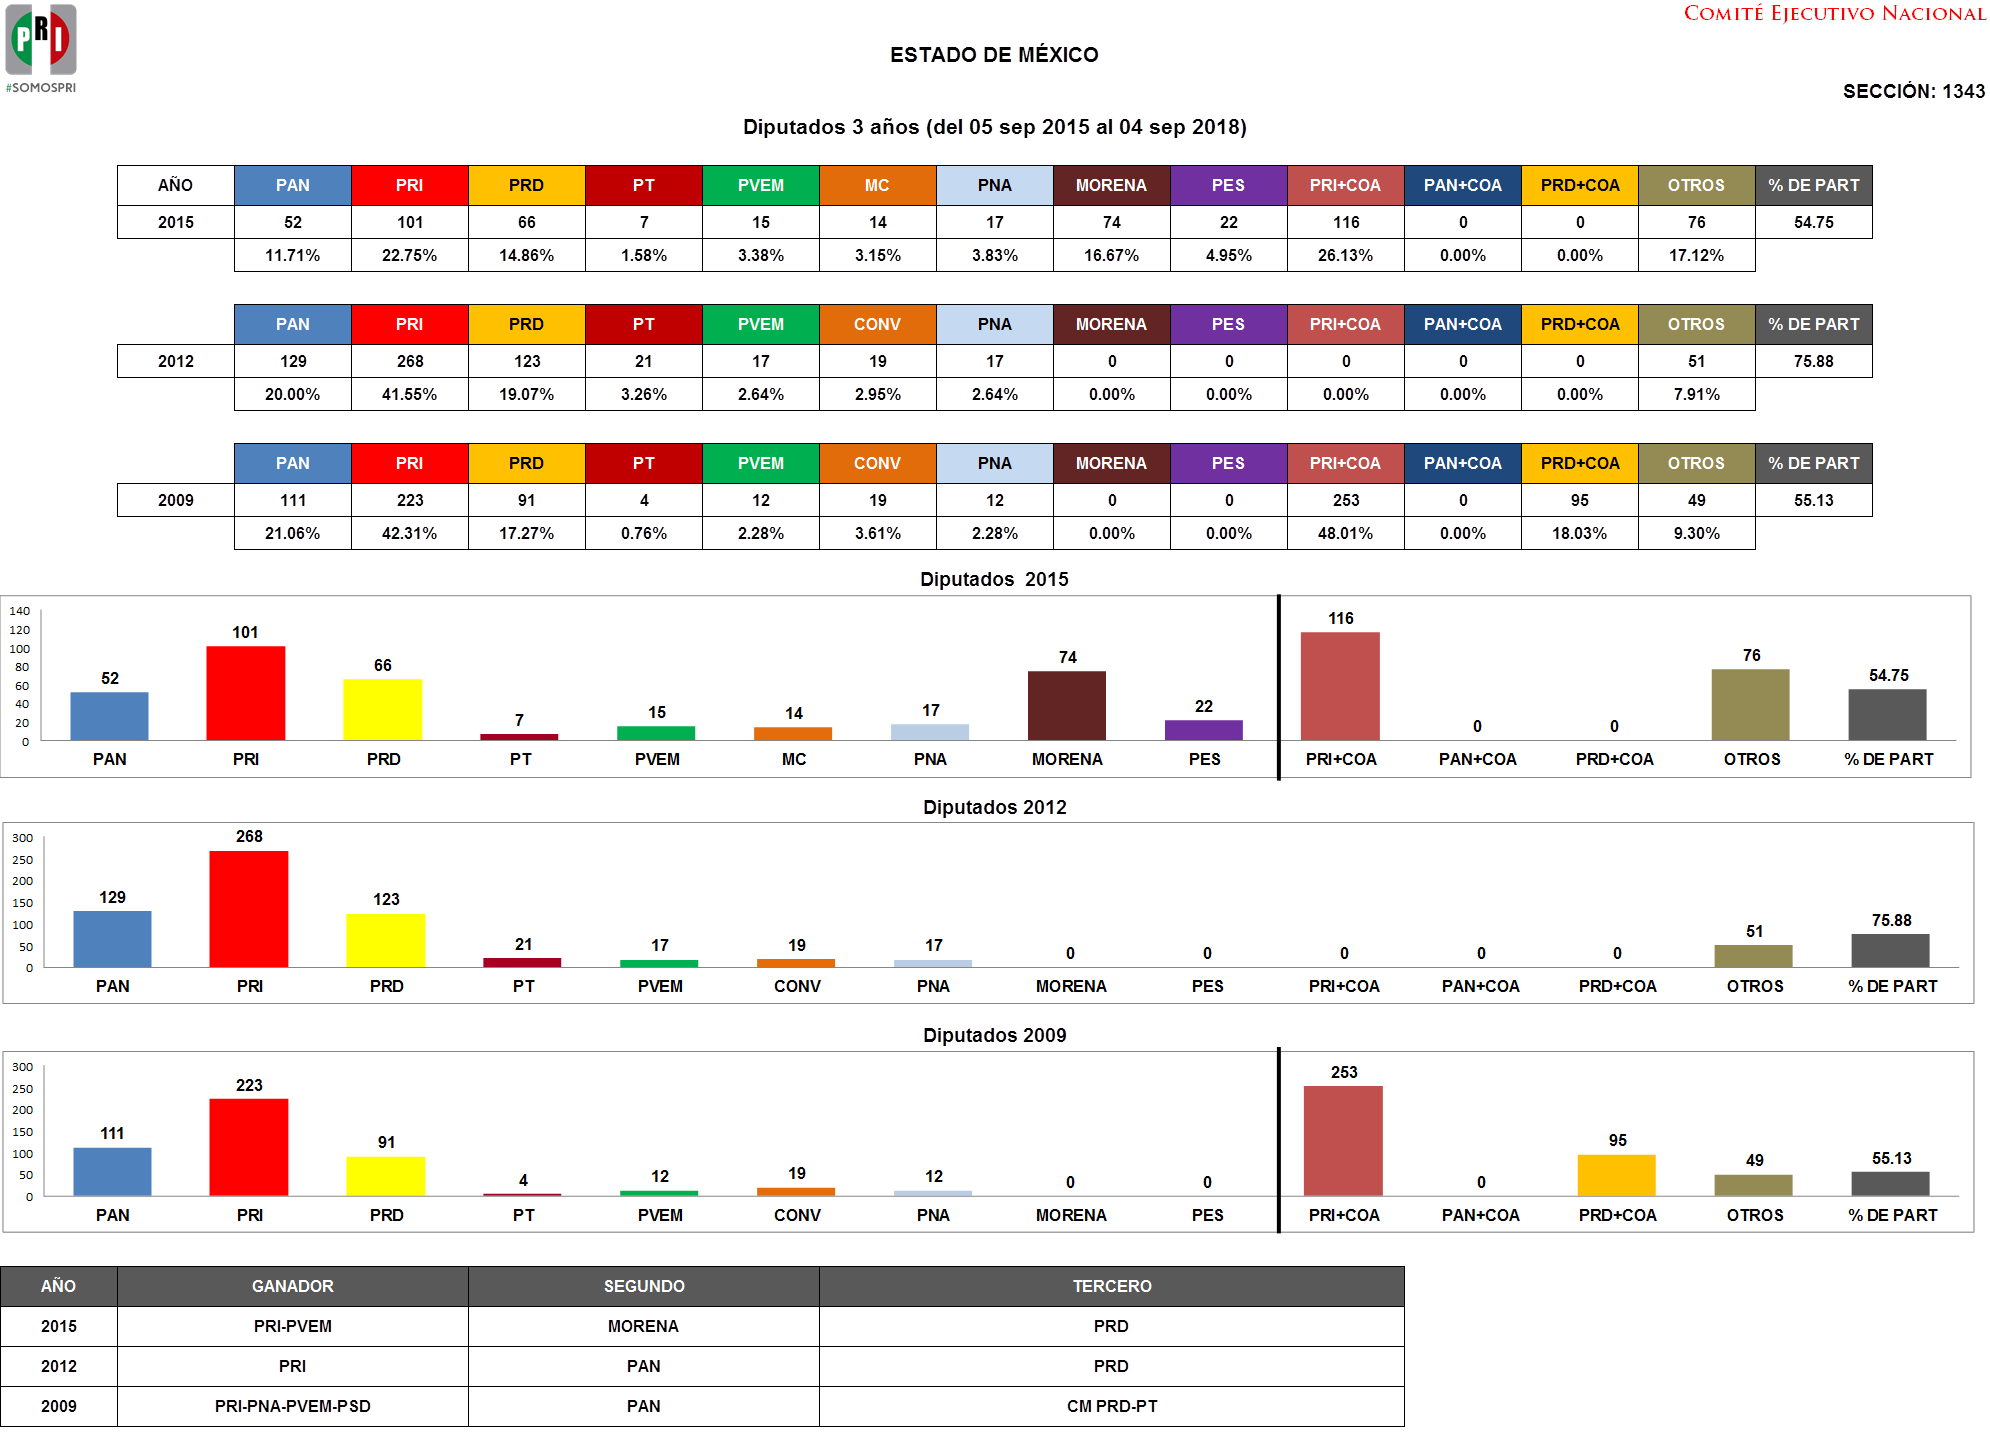 PRI
#SOMOSPRI
COMITÉ EJECUTIVO NACIONAL
ESTADO DE MÉXICO
SECCIÓN: 1343
Diputados 3 años (del 05 sep 2015 al 04 sep 2018)
AÑO PAN PRI PRD PT PVEM MC PNA MORENA PES PRI+COA PAN+COA PRD+COA OTROS % DE PART
2015 52 101 66 7 15 14 17 74 22 116 0 0 76 54.75
11.71% 22.75% 14.86% 1.58% 3.38% 3.15% 3.83% 16.67% 4.95% 26.13% 0.00% 0.00% 17.12%
PAN PRI PRD PT PVEM CONV PNA MORENA PES PRI+COA PAN+COA PRD+COA OTROS % DE PART
2012 129 268 123 21 17 19 17 0 0 0 0 0 51 75.88
20.00% 41.55% 19.07% 3.26% 2.64% 2.95% 2.64% 0.00% 0.00% 0.00% 0.00% 0.00% 7.91%
PAN PRI PRD PT PVEM CONV PNA MORENA PES PRI+COA PAN+COA PRD+COA OTROS % DE PART
2009 111 223 91 4 12 19 12 0 0 253 0 95 49 55.13
21.06% 42.31% 17.27% 0.76% 2.28% 3.61% 2.28% 0.00% 0.00% 48.01% 0.00% 18.03% 9.30%
Diputados 2015
140
120
100
80
60
40
20
0
52 101 66 7 15 14 17 74 22 116 0 0 76 54.75
PAN PRI PRD PT PVEM MC PNA MORENA PES PRI+COA PAN+COA PRD+COA OTROS % DE PART
Diputados 2012
300
250
200
150
100
50
0
129 268 123 21 17 19 17 0 0 0 0 0 51 75.88
PAN PRI PRD PT PVEM CONV PNA MORENA PES PRI+COA PAN+COA PRD+COA OTROS % DE PART
Diputados 2009
300
250
200
150
100
50
0
111 223 91 4 12 19 12 0 0 253 0 95 49 55.13
PAN PRI PRD PT PVEM CONV PNA MORENA PES PRI+COA PAN+COA PRD+COA OTROS % DE PART
AÑO GANADOR SEGUNDO TERCERO
2015 PRI-PVEM MORENA PRD
2012 PRI PAN PRD
2009 PRI-PNA-PVEM-PSD PAN CM PRD-PT